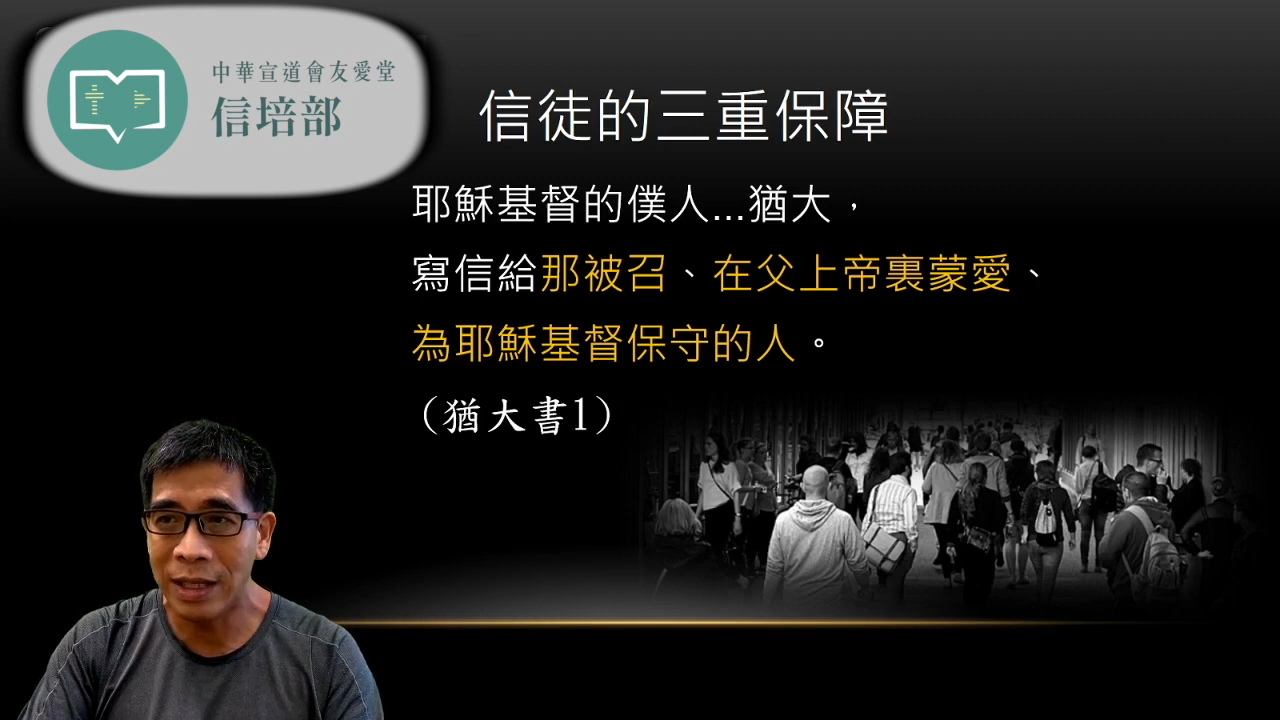 中華宣道會友愛堂
信培部
信徒的三重保障
耶穌基督的僕人...猶大，
寫信給那被召、在父上帝裏蒙愛、
為耶穌基督保守的人。
（猶大書1）